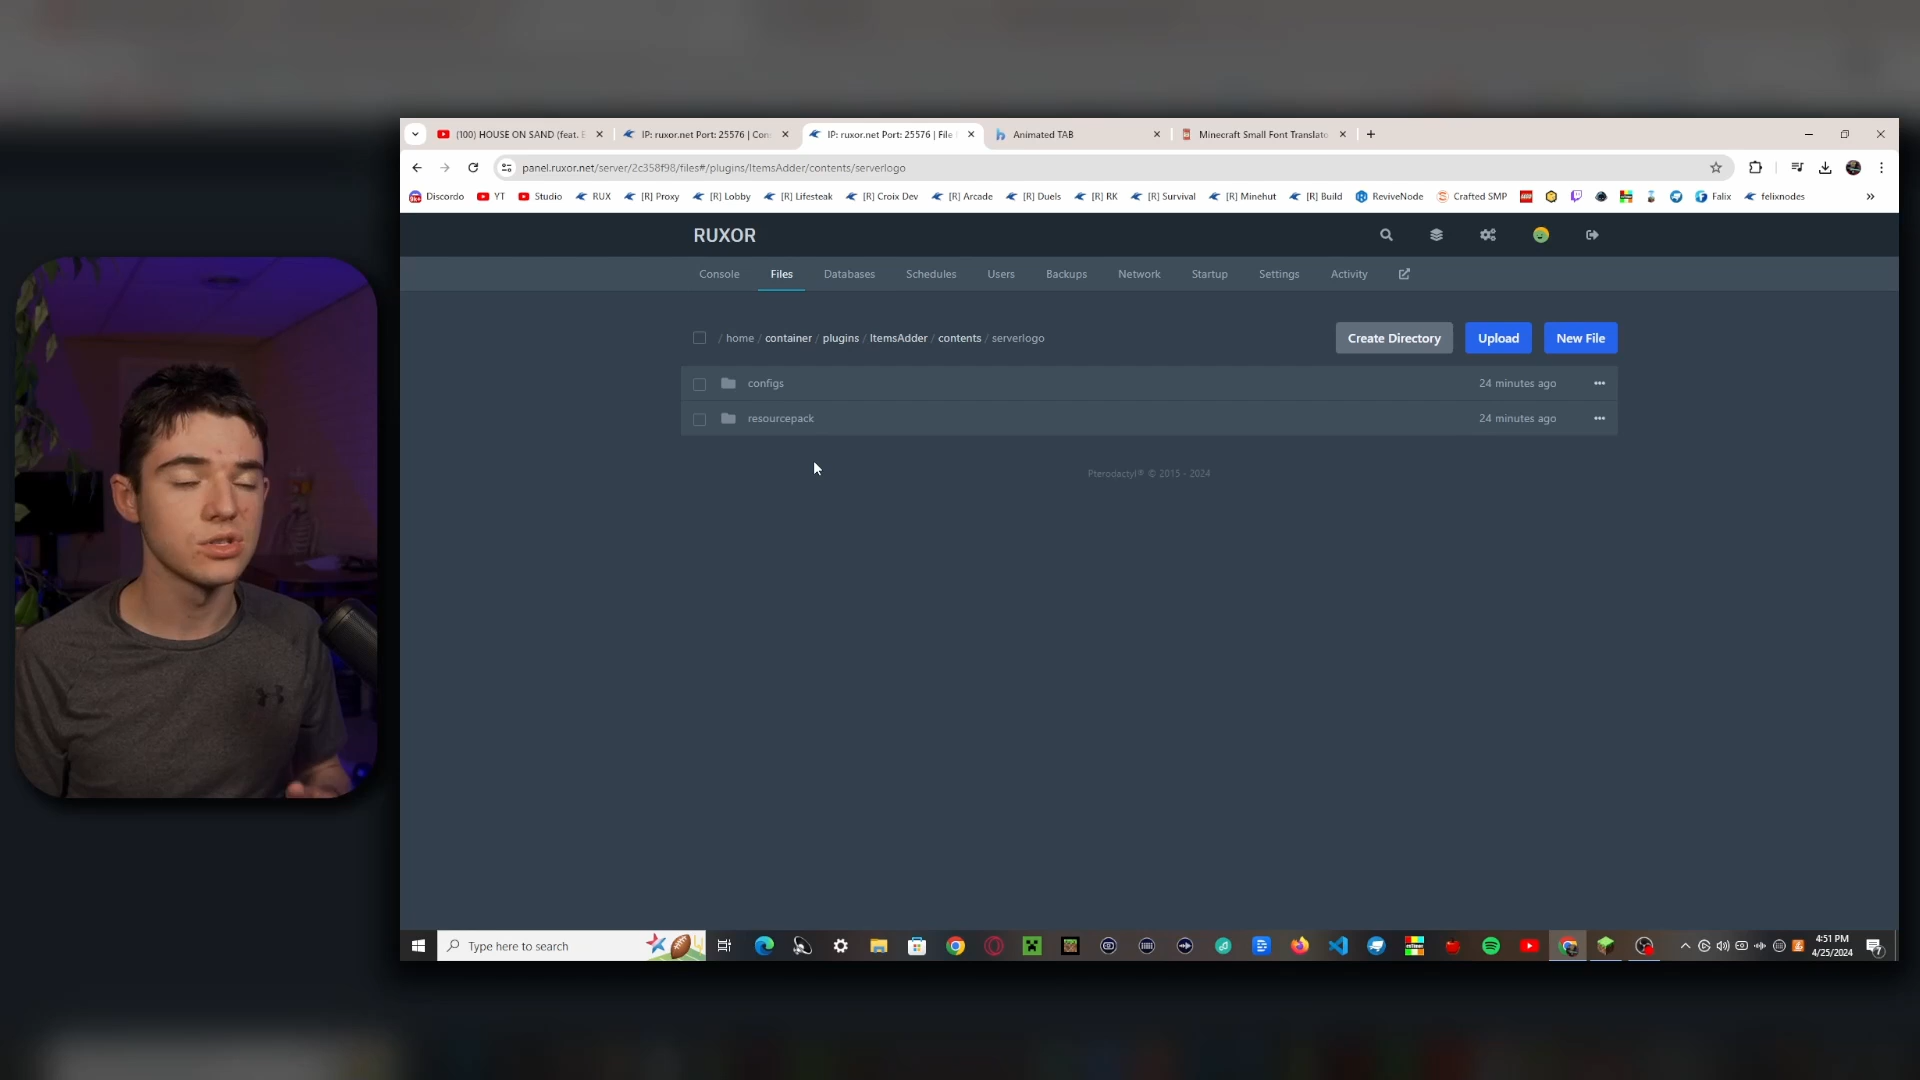 (100) HOUSE ON SAND (feat. E
IP: ruxor.net Port: 25576 | Con
IP: ruxor.net Port: 25576 | File
Animated TAB
Minecraft Small Font Translato
panel.ruxor.net/server/2c358f98/files#/plugins/ItemsAdder/contents/serverlogo
Discordo
YT
Studio
RUX
[R] Proxy
[R] Lobby
[R] Lifesteak
[R] Croix Dev
[R] Arcade
[R] Duels
[R] RK
[R] Survival
[R] Minehut
[R] Build
ReviveNode
Crafted SMP
Falix
felixnodes
RUXOR
Console
Files
Databases
Schedules
Users
Backups
Network
Startup
Settings
Activity
/ home / container / plugins / ItemsAdder / contents / serverlogo
Create Directory
Upload
New File
configs
24 minutes ago
resourcepack
24 minutes ago
Pterodactyl® © 2015 - 2024
Type here to search
4:51 PM
4/25/2024